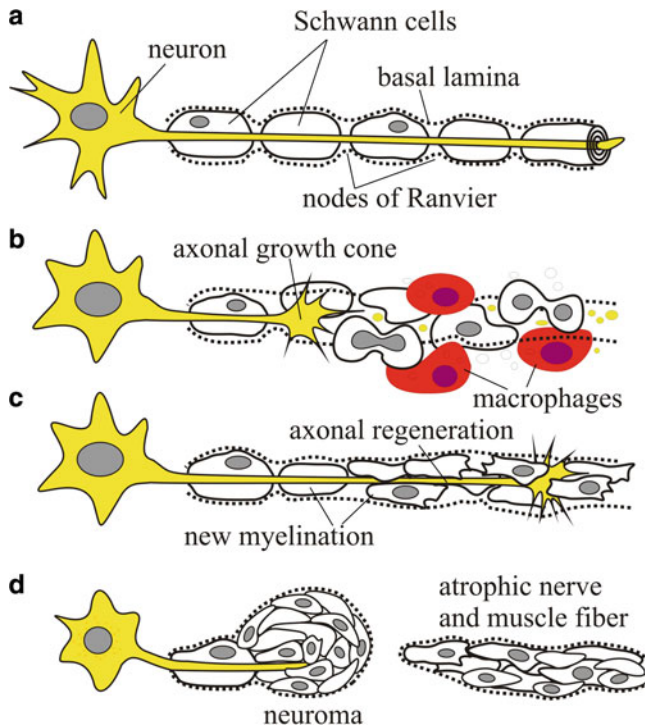 a
Schwann cells
neuron
basal lamina
nodes of Ranvier
b
axonal growth cone
macrophages
c
axonal regeneration
new myelination
d
atrophic nerve
and muscle fiber
neuroma